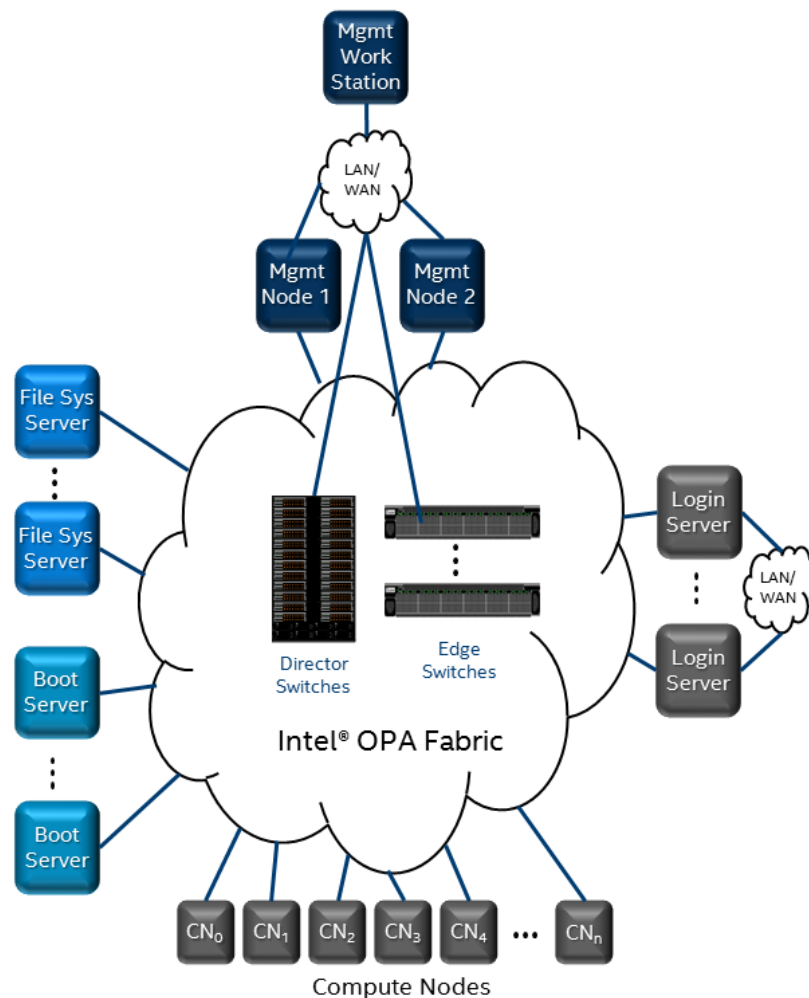 Mgmt
Work
Station
LAN/
WAN
Mgmt
Node 1
Mgmt
Node 2
File Sys
Server
File Sys
Server
Boot
Server
Boot
Server
Login
Server
LAN/
WAN
Login
Server
Director
Switches
Edge
Switches
Intel® OPA Fabric
CN₀
CN₁
CN₂
CN₃
CN₄
CNₙ
Compute Nodes